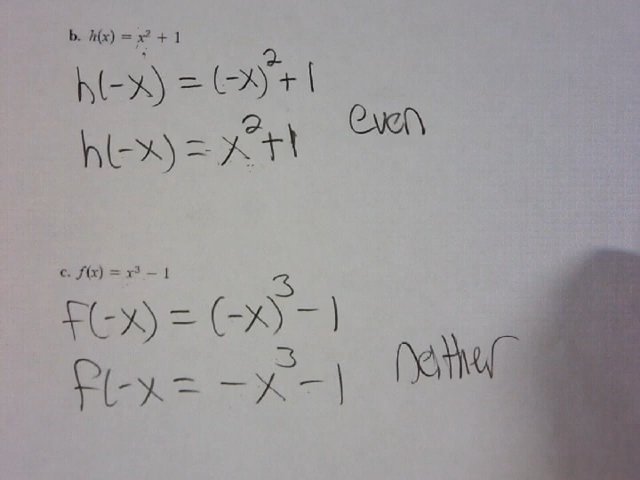 b. h(x) = x² + 1
h(-x) = (-x)² + 1
h(-x) = x² + 1
even
c. f(x) = x³ − 1
f(-x) = (-x)³ - 1
f(-x = -x³ - 1
neither